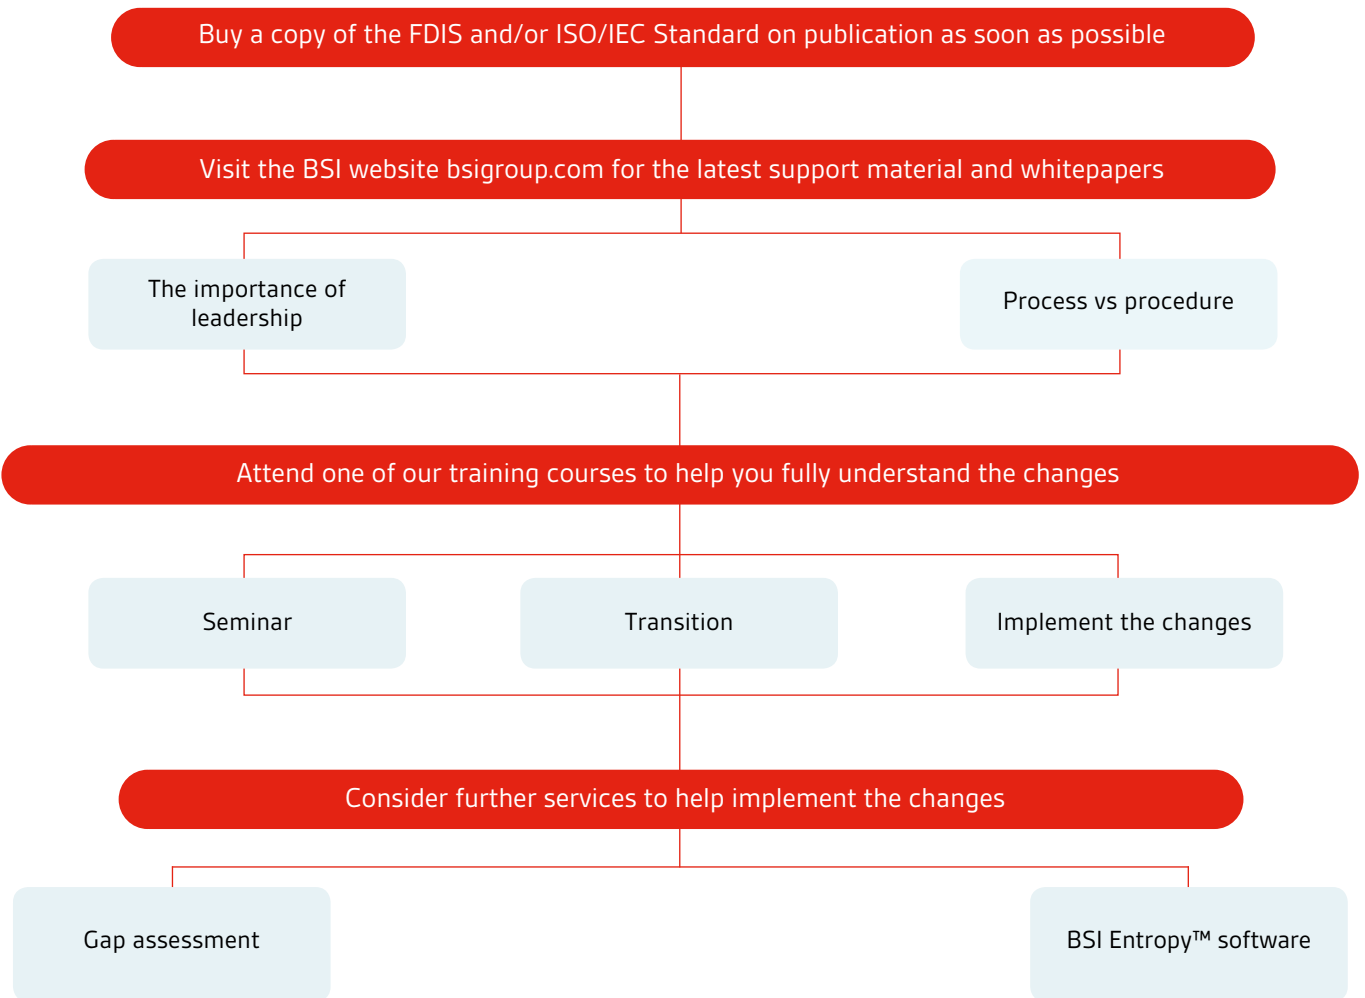 Buy a copy of the FDIS and/or ISO/IEC Standard on publication as soon as possible
Visit the BSI website bsigroup.com for the latest support material and whitepapers
The importance of
leadership
Process vs procedure
Attend one of our training courses to help you fully understand the changes
Seminar
Transition
Implement the changes
Consider further services to help implement the changes
Gap assessment
BSI Entropy™ software